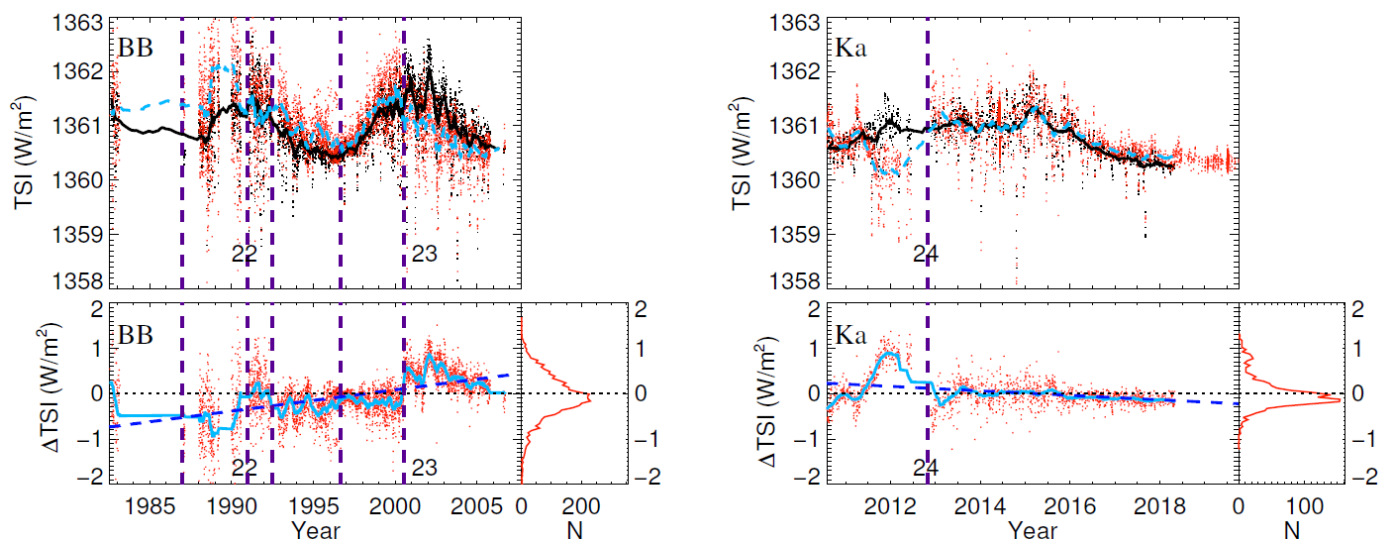 1363
1362
1361
1360
1359
1358
TSI (W/m²)
BB
22
23
2
1
0
−1
−2
ΔTSI (W/m²)
BB
22
23
2
1
0
−1
−2
1985 1990 1995 2000 2005
Year
0 200
N
1363
1362
1361
1360
1359
1358
TSI (W/m²)
Ka
24
2
1
0
−1
−2
ΔTSI (W/m²)
Ka
24
2
1
0
−1
−2
2012 2014 2016 2018
Year
0 100
N